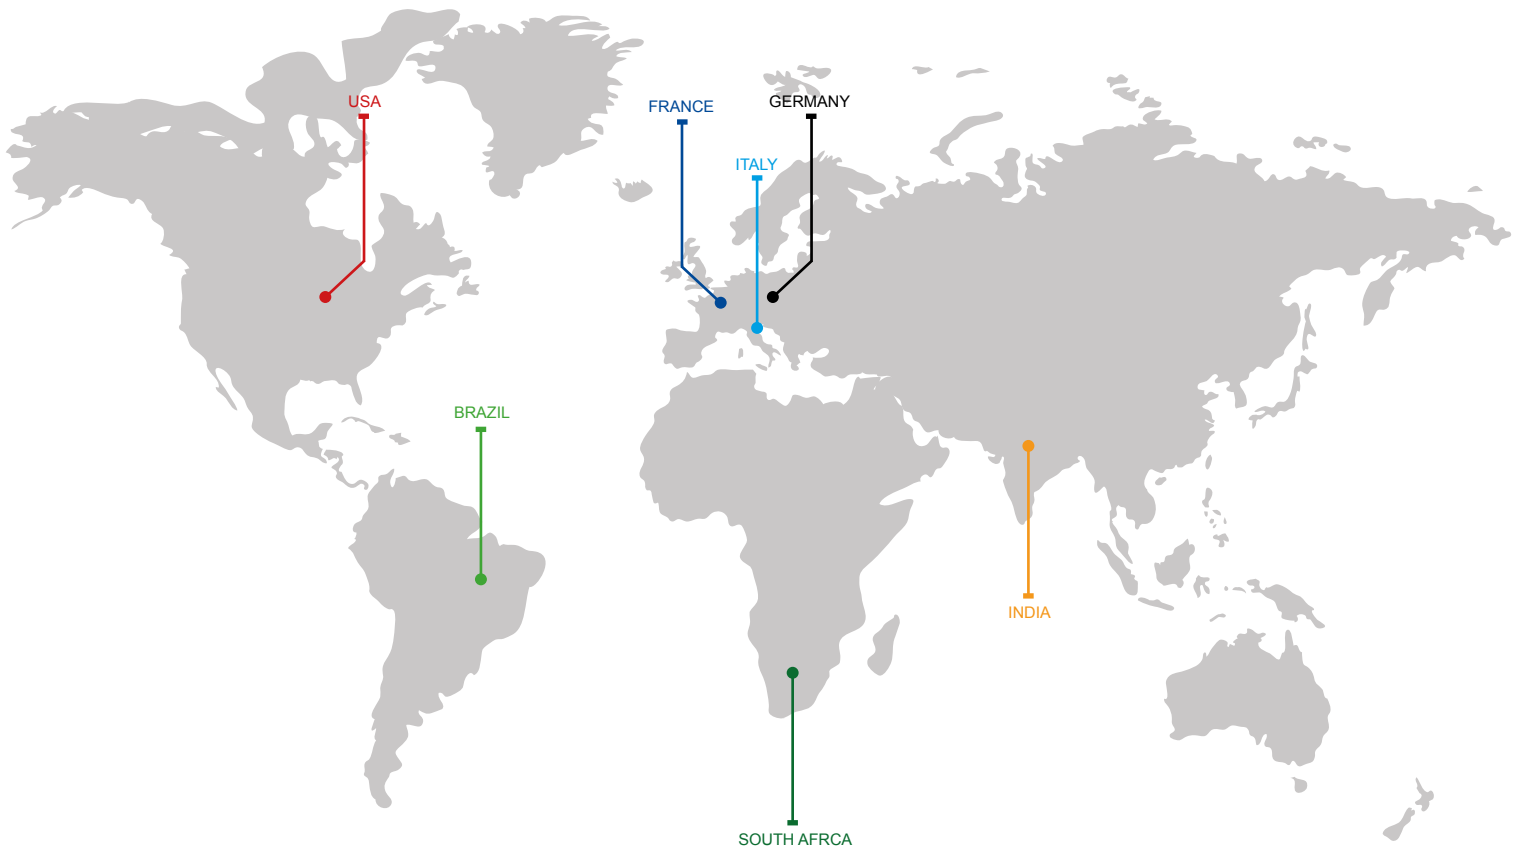 USA
FRANCE
GERMANY
ITALY
BRAZIL
INDIA
SOUTH AFRCA